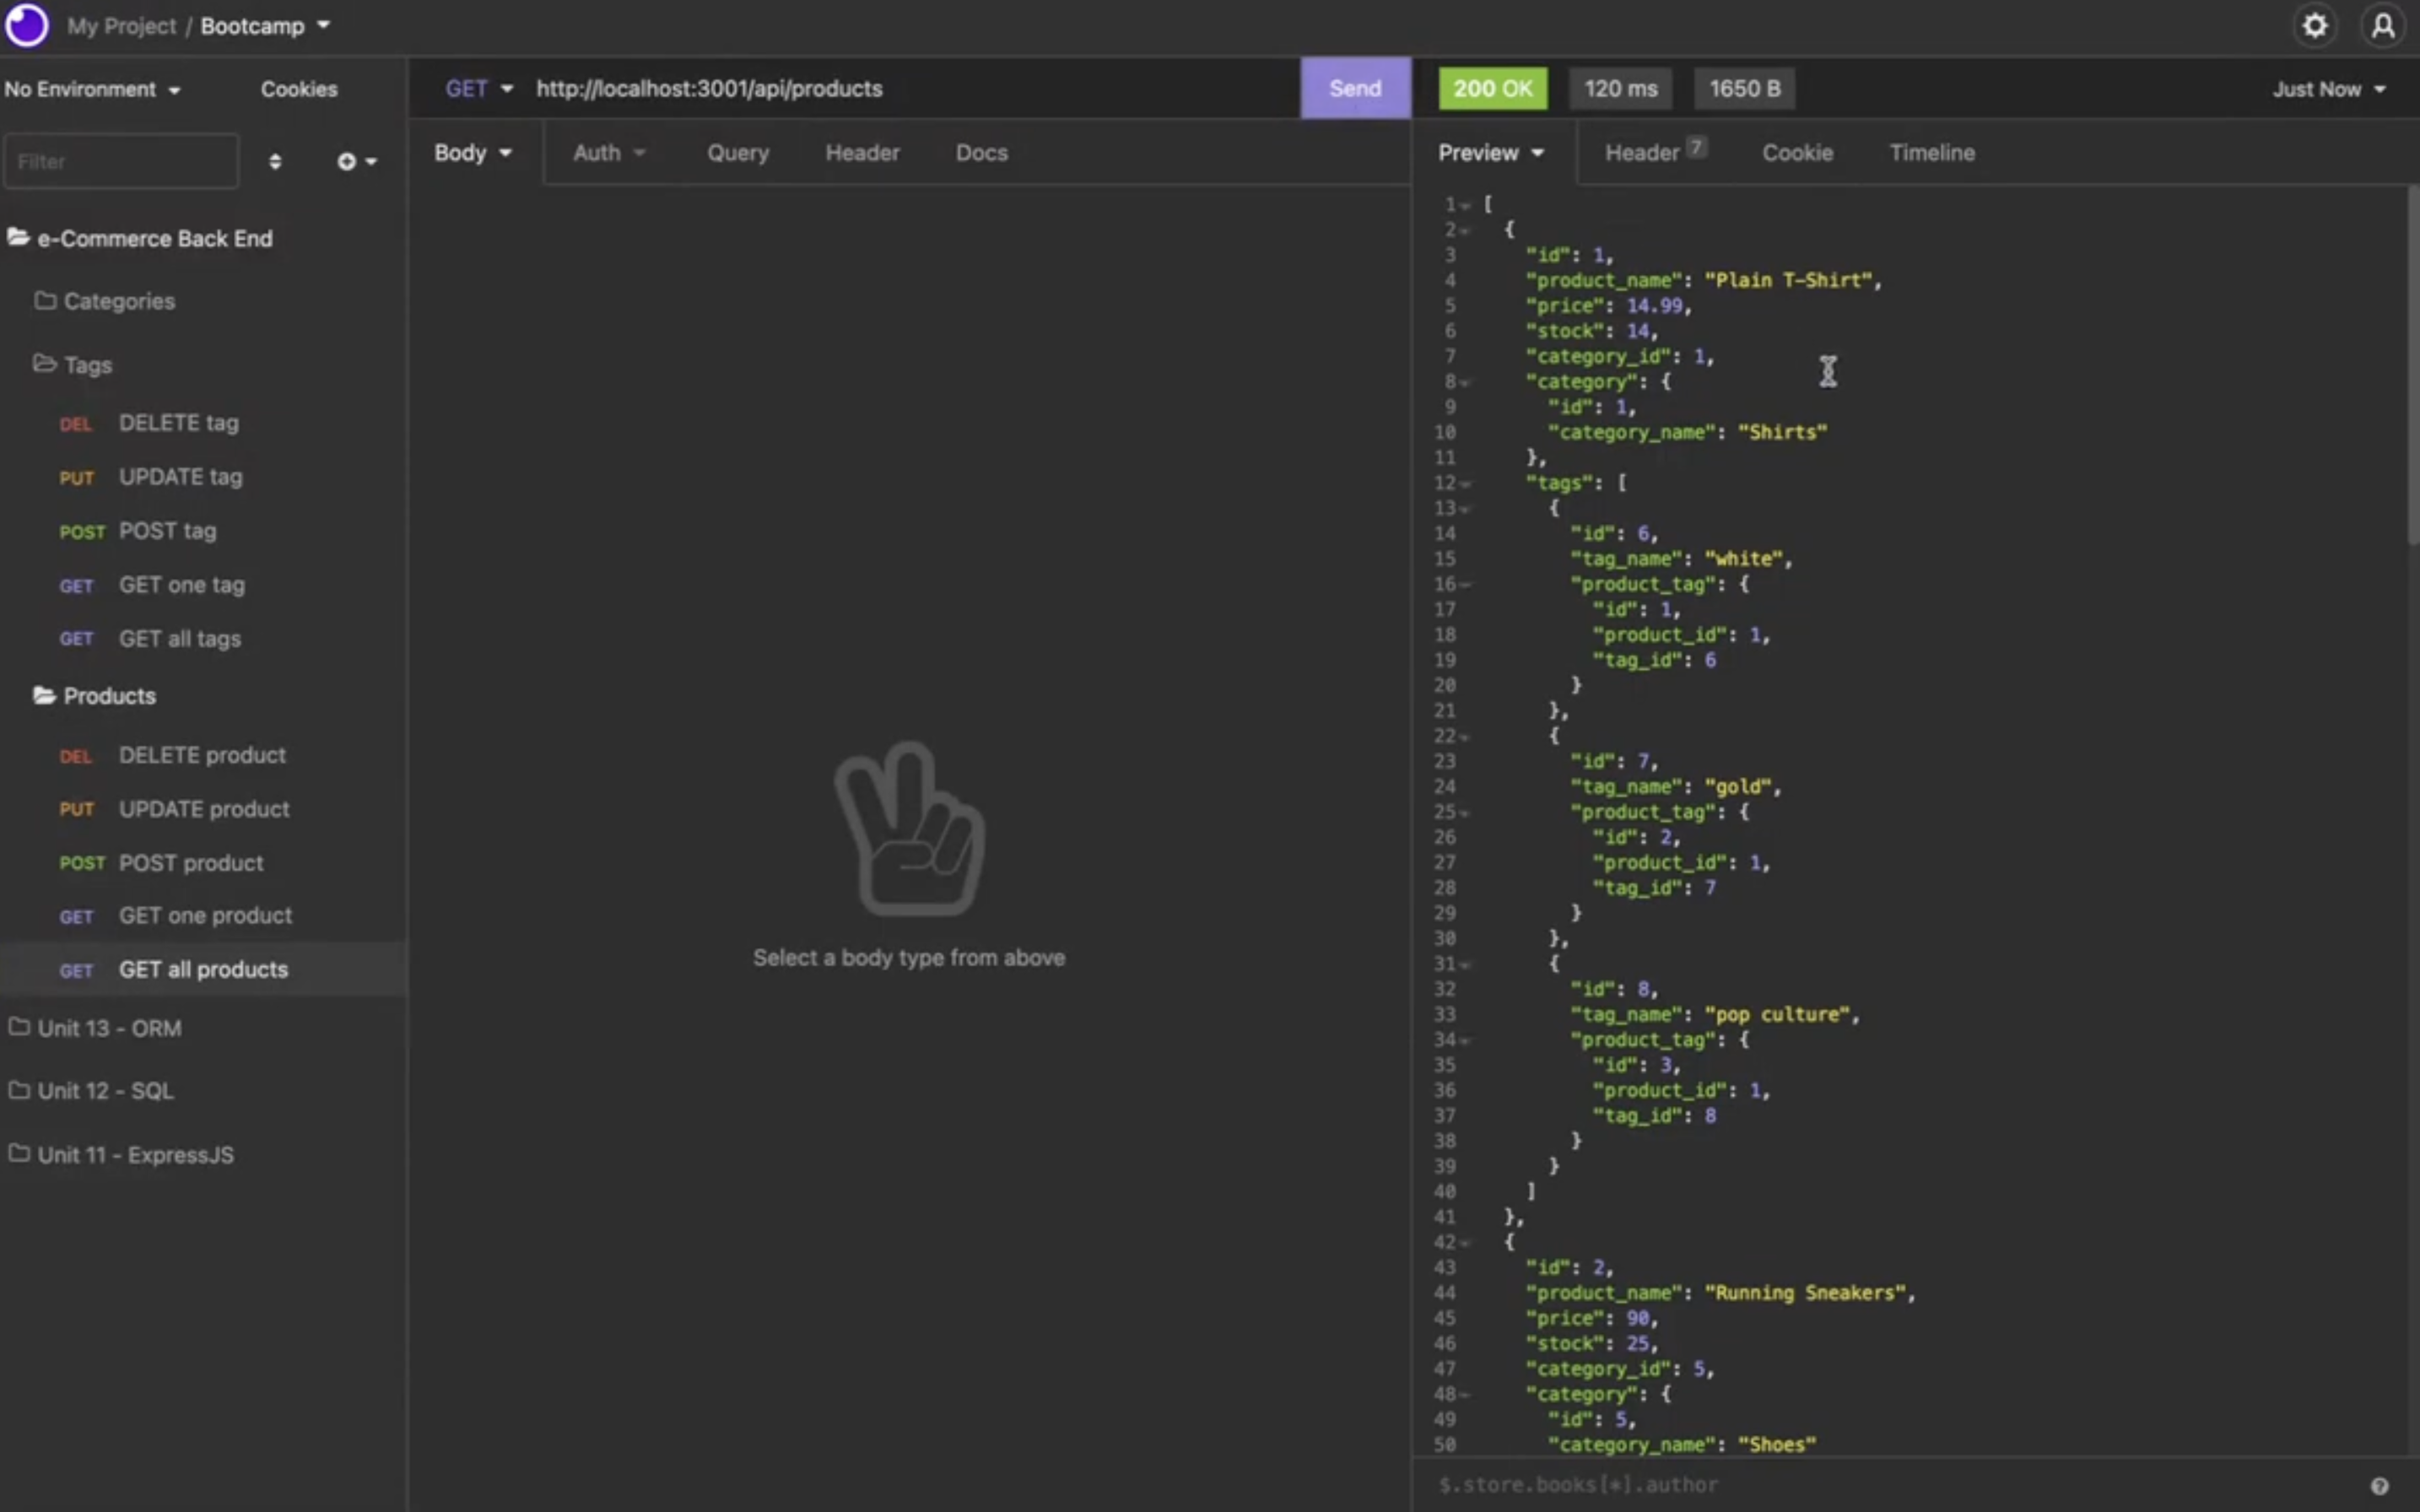 My Project / Bootcamp
No Environment
Cookies
Filter
e-Commerce Back End
Categories
Tags
DEL DELETE tag
PUT UPDATE tag
POST POST tag
GET GET one tag
GET GET all tags
Products
DEL DELETE product
PUT UPDATE product
POST POST product
GET GET one product
GET GET all products
Unit 13 - ORM
Unit 12 - SQL
Unit 11 - ExpressJS
GET http://localhost:3001/api/products Send
Body Auth Query Header Docs
Select a body type from above
200 OK 120 ms 1650 B Just Now
Preview Header 7 Cookie Timeline
1 [
2 {
3 "id": 1,
4 "product_name": "Plain T-Shirt",
5 "price": 14.99,
6 "stock": 14,
7 "category_id": 1,
8 "category": {
9 "id": 1,
10 "category_name": "Shirts"
11 },
12 "tags": [
13 {
14 "id": 6,
15 "tag_name": "white",
16 "product_tag": {
17 "id": 1,
18 "product_id": 1,
19 "tag_id": 6
20 }
21 },
22 {
23 "id": 7,
24 "tag_name": "gold",
25 "product_tag": {
26 "id": 2,
27 "product_id": 1,
28 "tag_id": 7
29 }
30 },
31 {
32 "id": 8,
33 "tag_name": "pop culture",
34 "product_tag": {
35 "id": 3,
36 "product_id": 1,
37 "tag_id": 8
38 }
39 }
40 ]
41 },
42 {
43 "id": 2,
44 "product_name": "Running Sneakers",
45 "price": 90,
46 "stock": 25,
47 "category_id": 5,
48 "category": {
49 "id": 5,
50 "category_name": "Shoes"
$.store.books[*].author